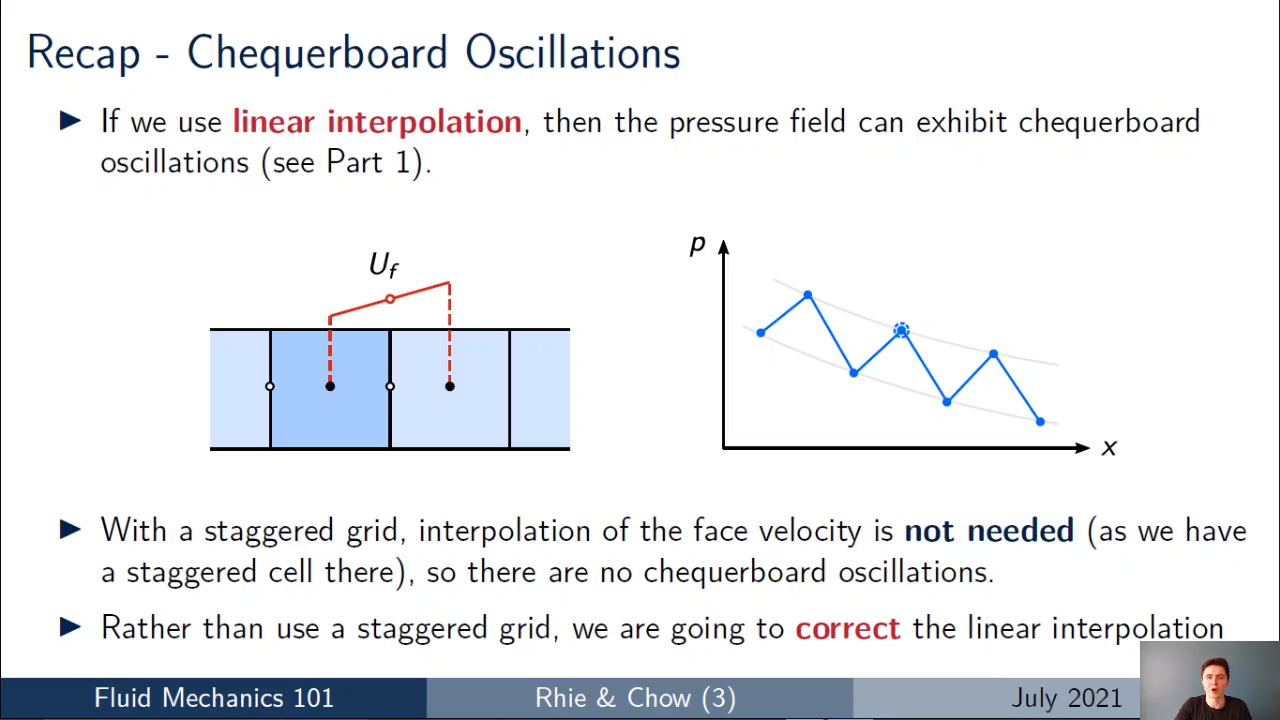 Recap - Chequerboard Oscillations
If we use linear interpolation, then the pressure field can exhibit chequerboard
oscillations (see Part 1).
U_f
p
x
With a staggered grid, interpolation of the face velocity is not needed (as we have
a staggered cell there), so there are no chequerboard oscillations.
Rather than use a staggered grid, we are going to correct the linear interpolation
Fluid Mechanics 101
Rhie & Chow (3)
July 2021